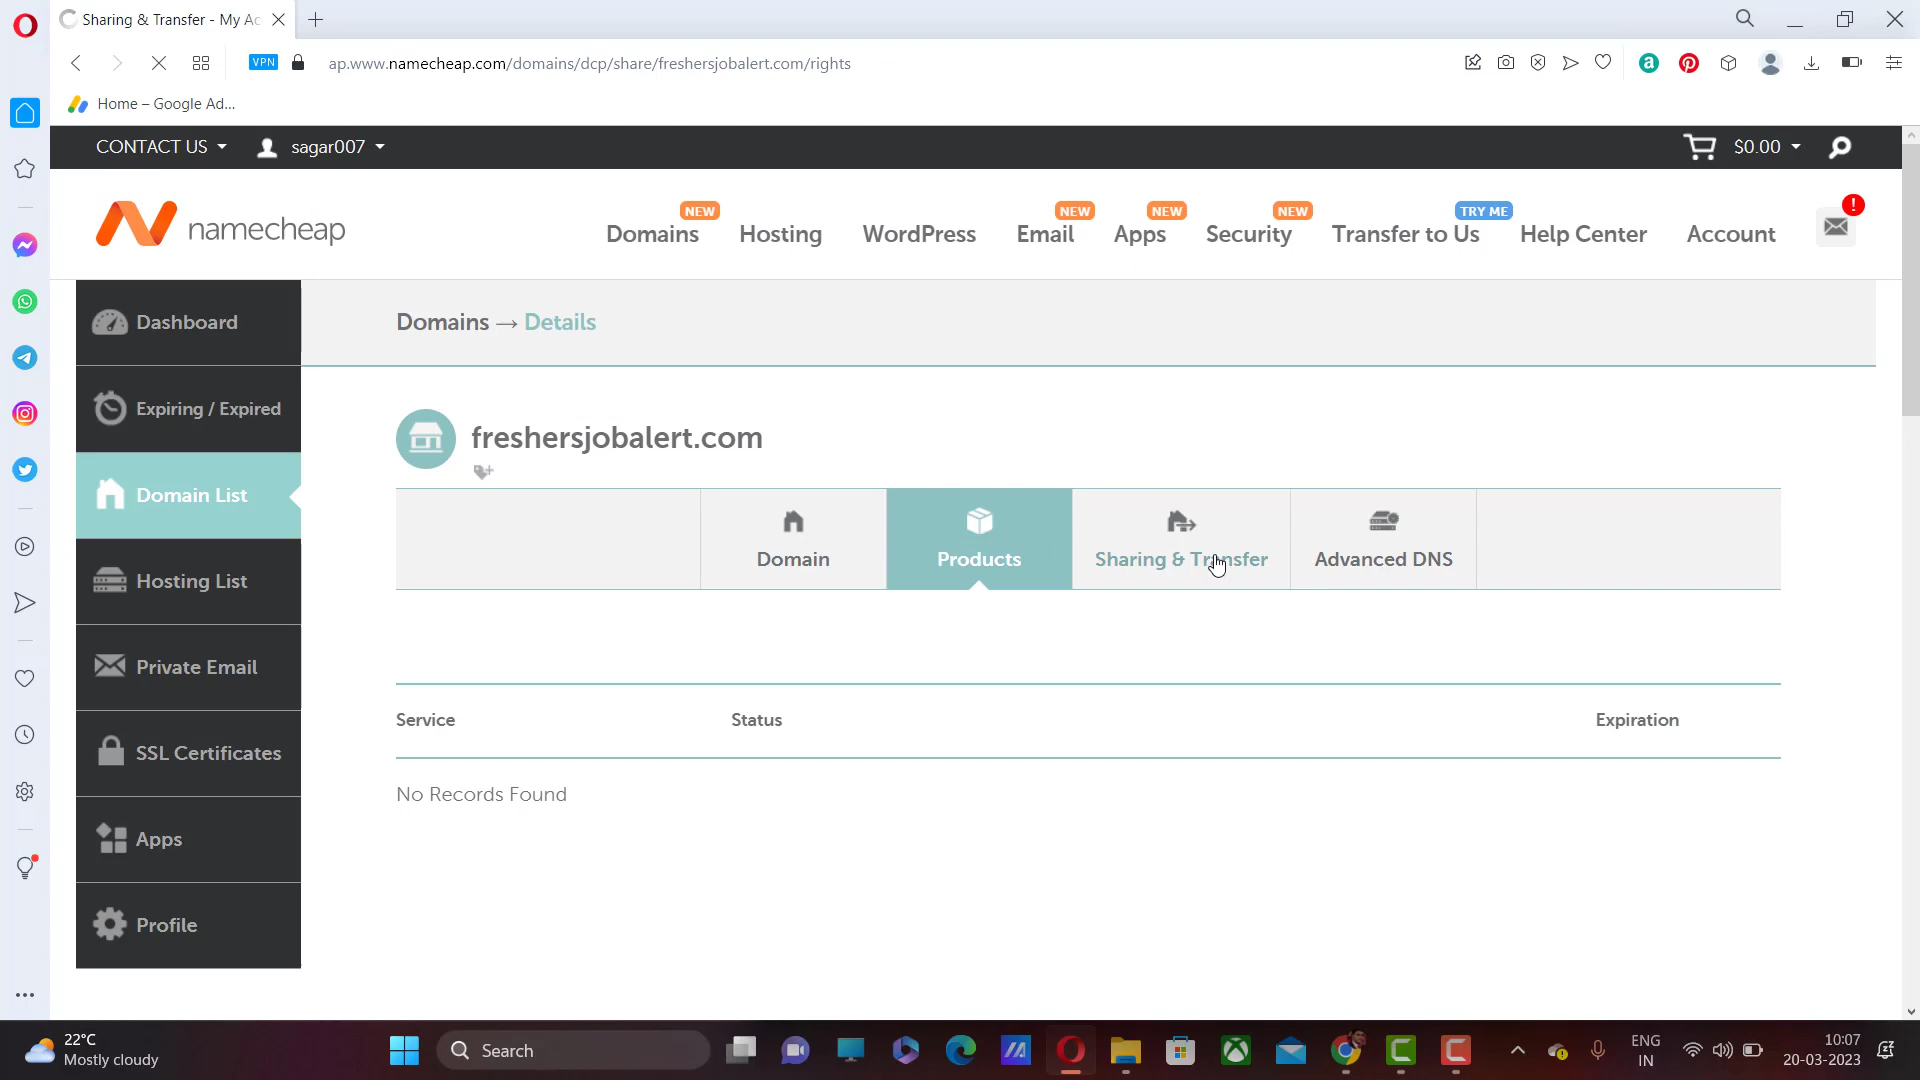 Sharing & Transfer - My Ac
VPN
ap.www.namecheap.com/domains/dcp/share/freshersjobalert.com/rights
Home – Google Ad...
CONTACT US
sagar007
$0.00
namecheap
NEW NEW NEW NEW TRY ME
Domains Hosting WordPress Email Apps Security Transfer to Us Help Center Account
!
Dashboard
Expiring / Expired
Domain List
Hosting List
Private Email
SSL Certificates
Apps
Profile
Domains → Details
freshersjobalert.com
Domain Products Sharing & Transfer Advanced DNS
Service Status Expiration
No Records Found
22°C
Mostly cloudy
Search
ENG
IN
10:07
20-03-2023